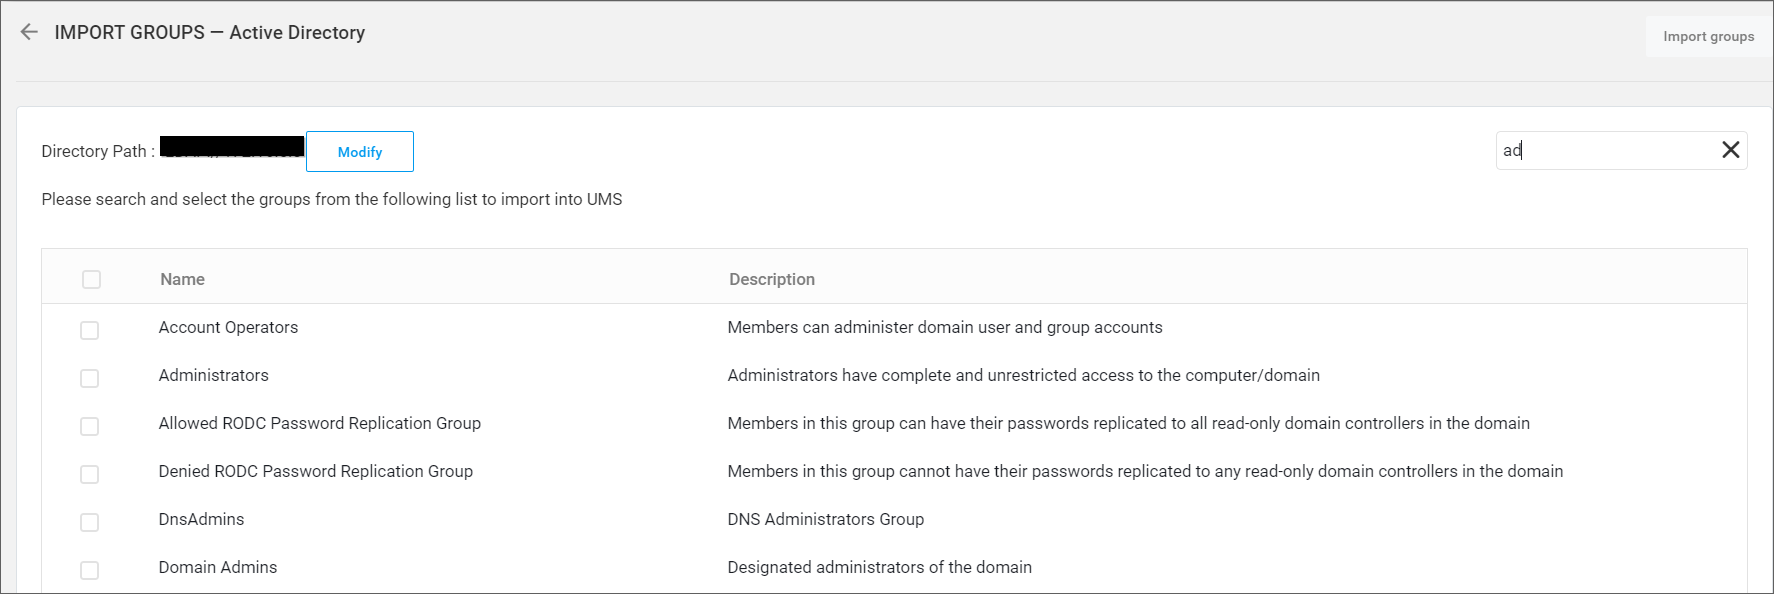 IMPORT GROUPS — Active Directory
Import groups
Directory Path :
Modify
ad
Please search and select the groups from the following list to import into UMS
Name Description
Account Operators Members can administer domain user and group accounts
Administrators Administrators have complete and unrestricted access to the computer/domain
Allowed RODC Password Replication Group Members in this group can have their passwords replicated to all read-only domain controllers in the domain
Denied RODC Password Replication Group Members in this group cannot have their passwords replicated to any read-only domain controllers in the domain
DnsAdmins DNS Administrators Group
Domain Admins Designated administrators of the domain